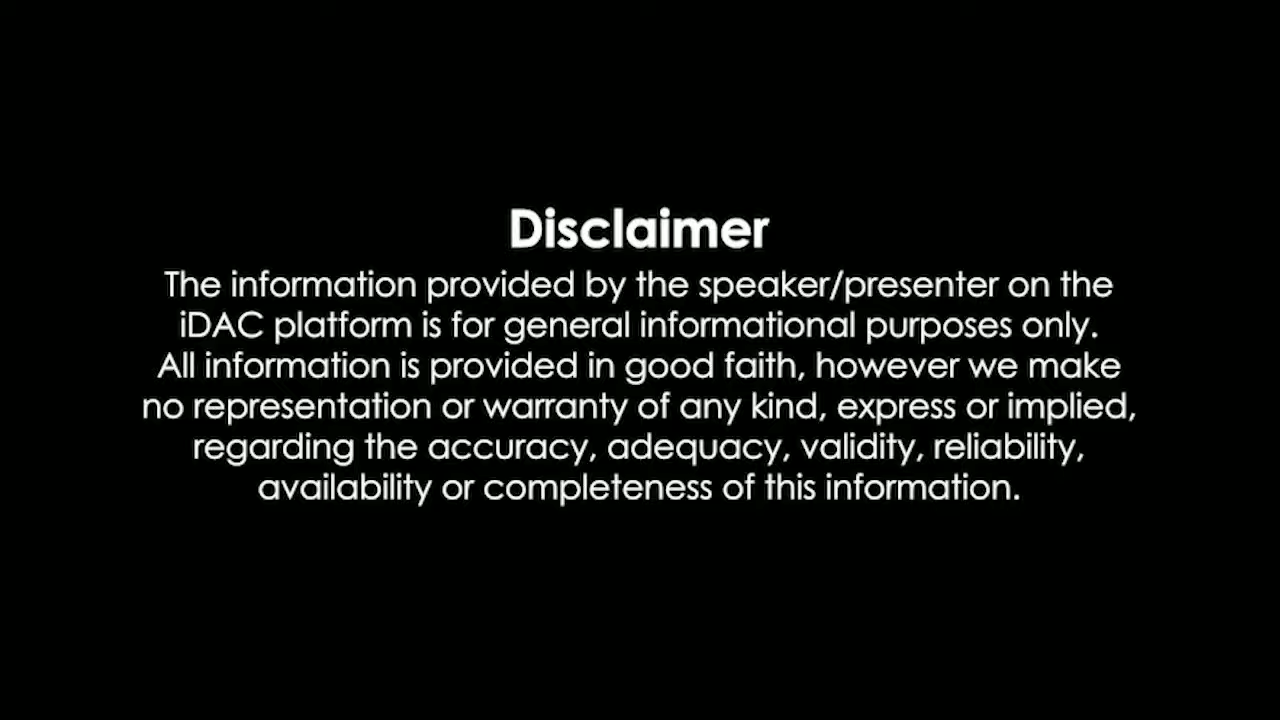 Disclaimer
The information provided by the speaker/presenter on the
iDAC platform is for general informational purposes only.
All information is provided in good faith, however we make
no representation or warranty of any kind, express or implied,
regarding the accuracy, adequacy, validity, reliability,
availability or completeness of this information.